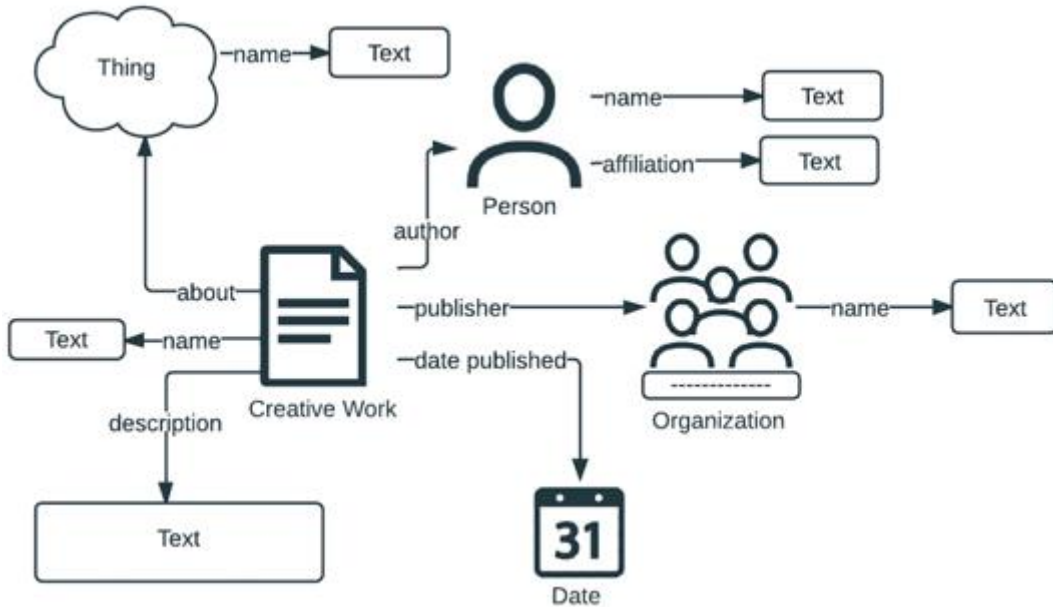 Thing
name
Text
name
Text
affiliation
Text
Person
author
about
publisher
name
Text
Text
name
date published
Creative Work
Organization
description
Text
31
Date